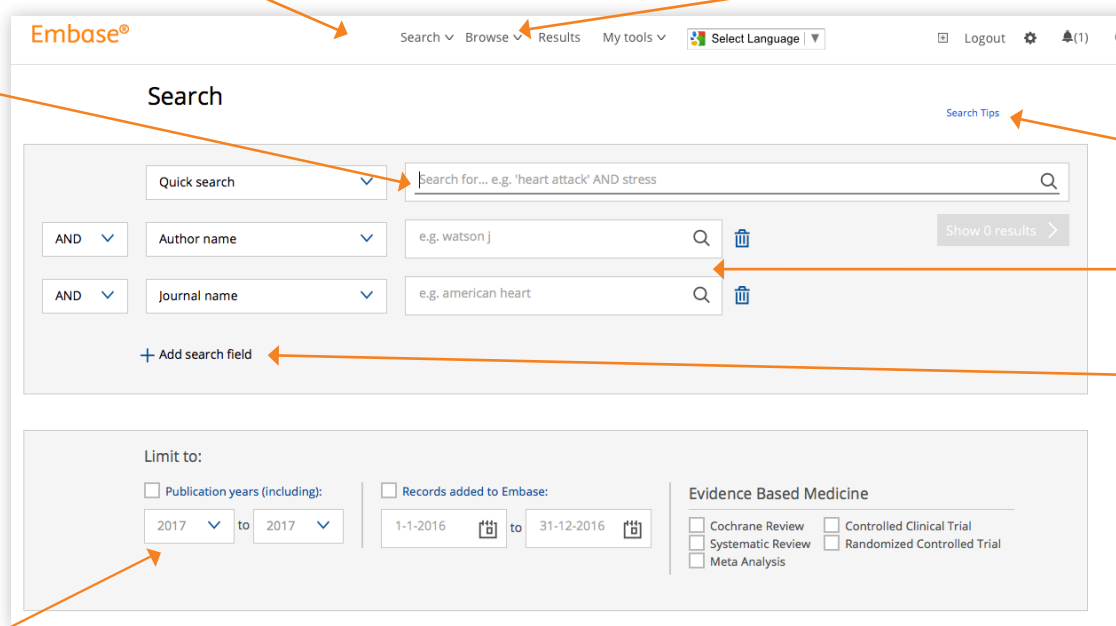 Embase®
Search Browse Results My tools Select Language ▼ Logout (1)
Search
Search Tips
Quick search Search for... e.g. 'heart attack' AND stress
AND Author name e.g. watson j Show 0 results
AND Journal name e.g. american heart
+ Add search field
Limit to:
Publication years (including): Records added to Embase: Evidence Based Medicine
2017 to 2017 1-1-2016 to 31-12-2016
Cochrane Review Controlled Clinical Trial
Systematic Review Randomized Controlled Trial
Meta Analysis